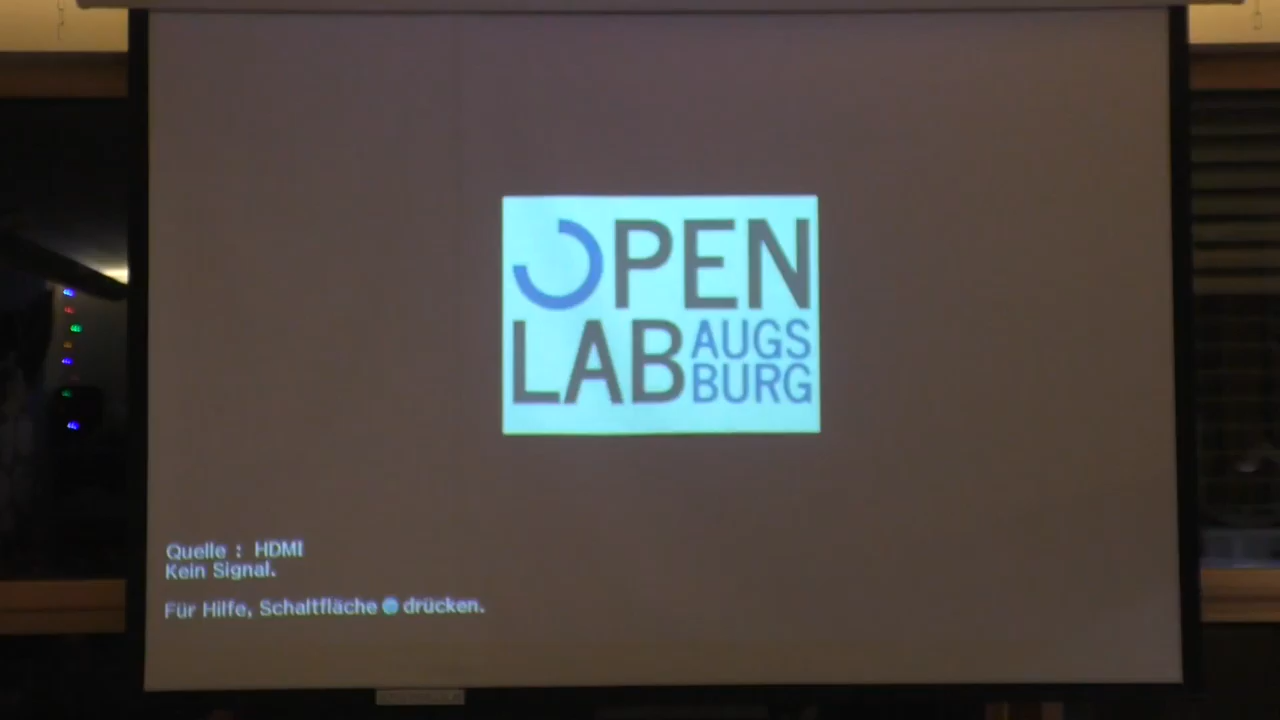 OPEN
LAB AUGS
BURG
Quelle : HDMI
Kein Signal.
Für Hilfe, Schaltfläche drücken.